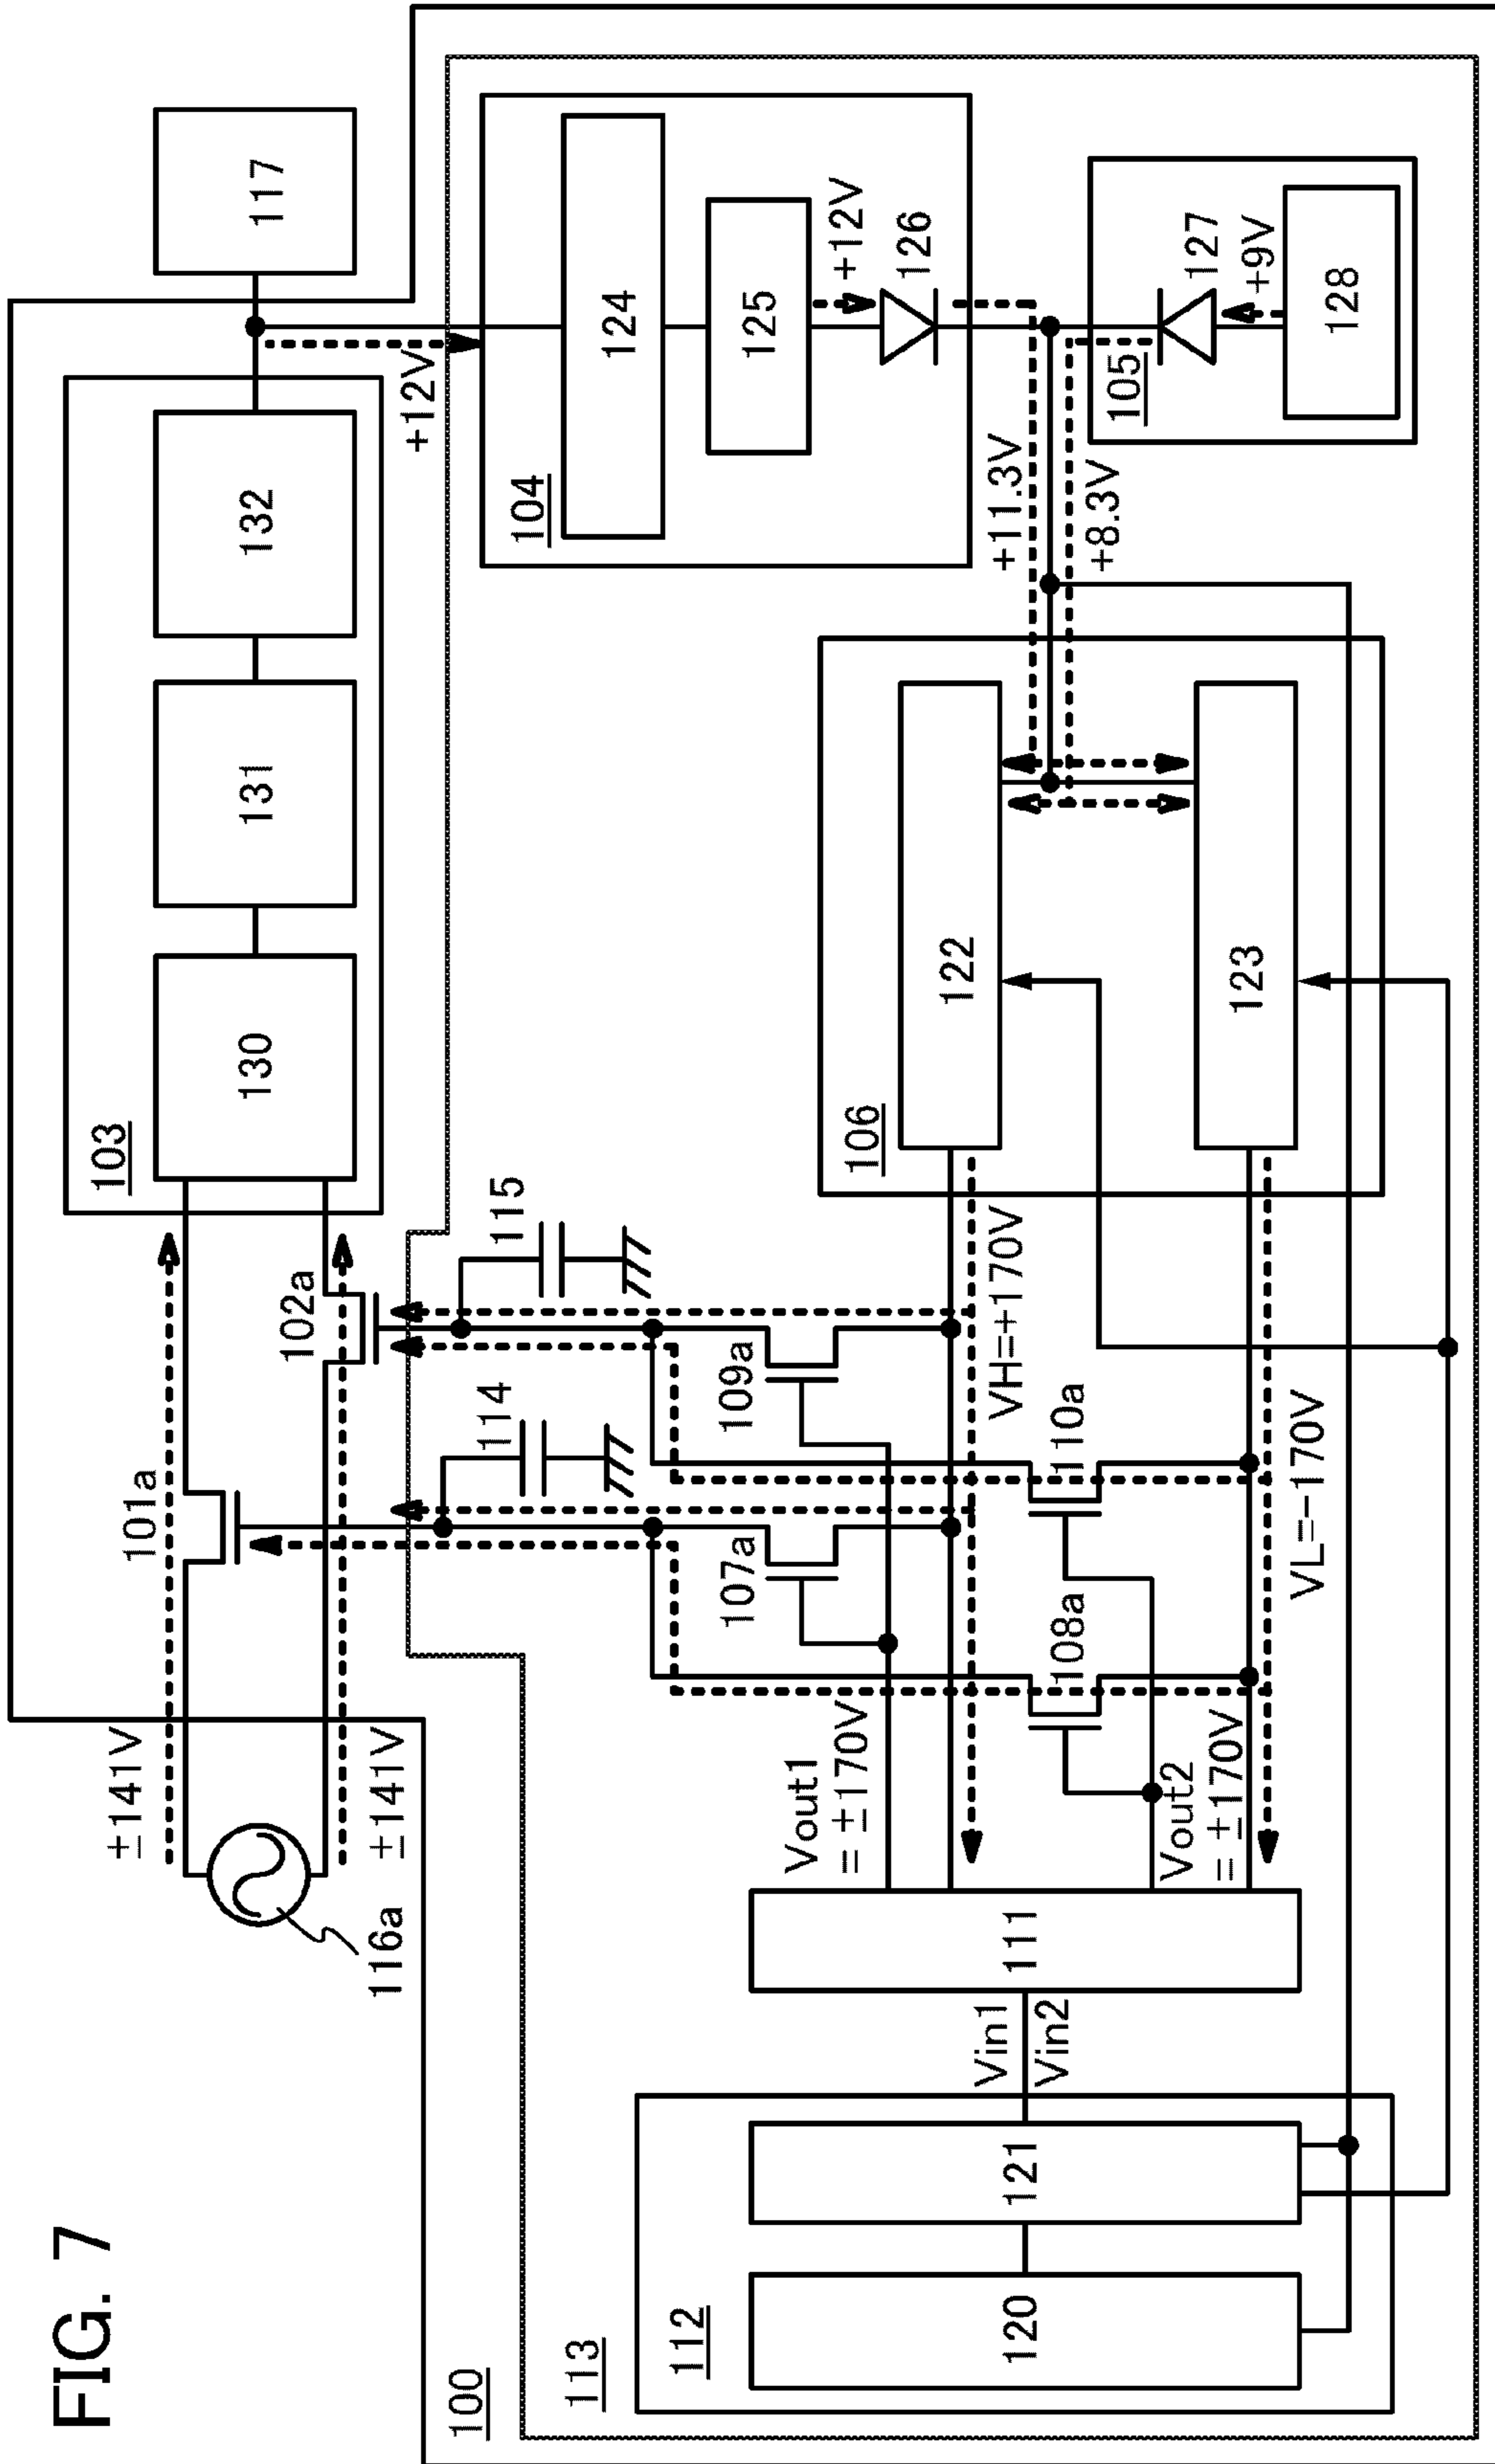 FIG. 7
100
113
112
120
121
Vin1
Vin2
111
116a
±141V
±141V
Vout1
= ±170V
Vout2
= ±170V
101a
102a
107a
108a
109a
110a
114
115
VH=+170V
VL=-170V
103
130
131
132
117
106
122
123
+12V
104
124
125
+12V
126
+11.3V
+8.3V
105
127
+9V
128